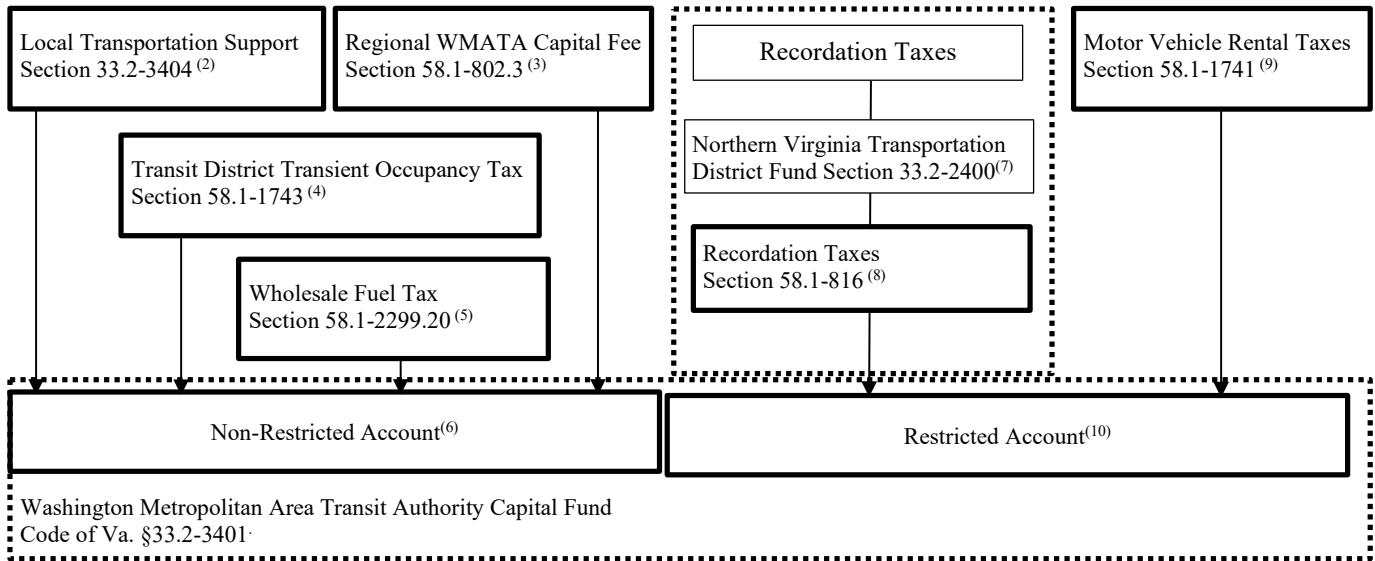 Local Transportation Support
Section 33.2-3404 (2)
Regional WMATA Capital Fee
Section 58.1-802.3 (3)
Recordation Taxes
Motor Vehicle Rental Taxes
Section 58.1-1741 (9)
Transit District Transient Occupancy Tax
Section 58.1-1743 (4)
Northern Virginia Transportation
District Fund Section 33.2-2400(7)
Recordation Taxes
Section 58.1-816 (8)
Wholesale Fuel Tax
Section 58.1-2299.20 (5)
Non-Restricted Account(6)
Restricted Account(10)
Washington Metropolitan Area Transit Authority Capital Fund
Code of Va. §33.2-3401.